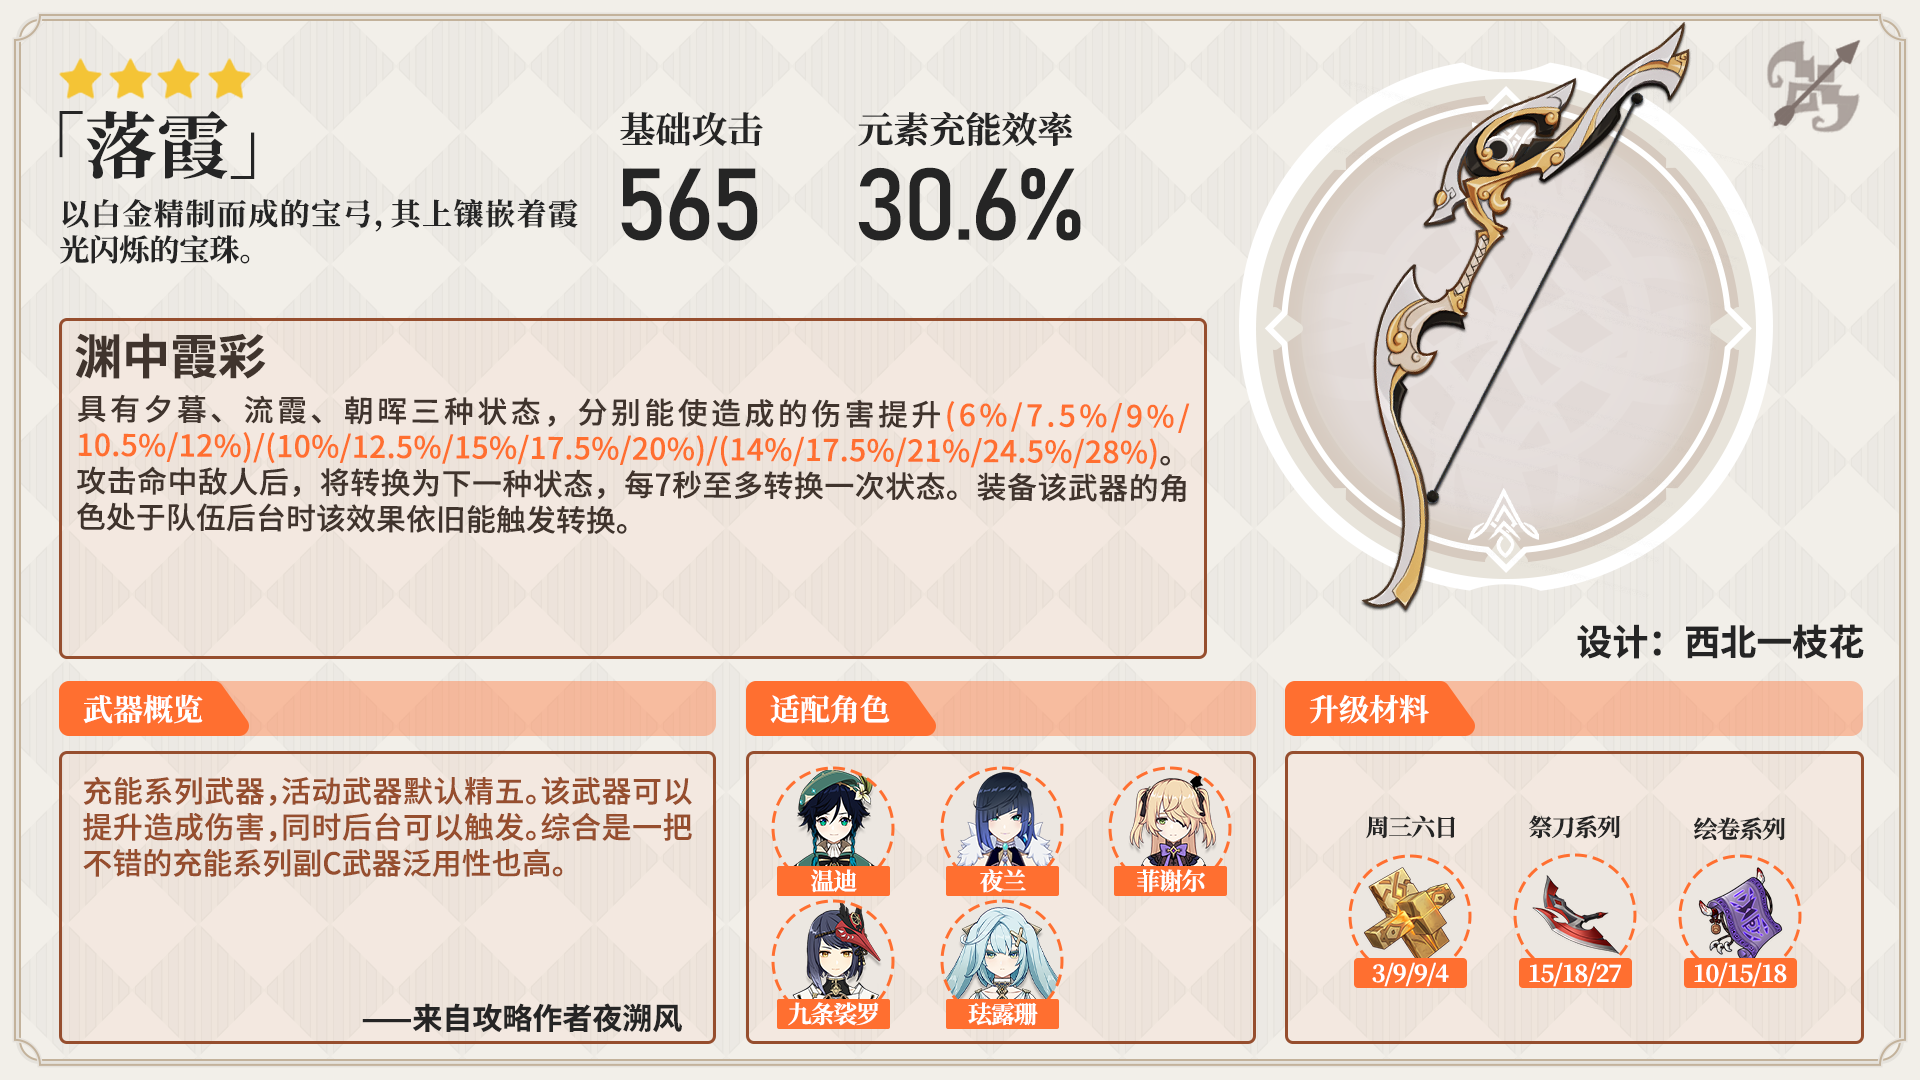 「落霞」
以白金精制而成的宝弓，其上镶嵌着霞
光闪烁的宝珠。
基础攻击
565
元素充能效率
30.6%
渊中霞彩
具有夕暮、流霞、朝晖三种状态，分别能使造成的伤害提升(6%/7.5%/9%/
10.5%/12%)/(10%/12.5%/15%/17.5%/20%)/(14%/17.5%/21%/24.5%/28%)。
攻击命中敌人后，将转换为下一种状态，每7秒至多转换一次状态。装备该武器的角
色处于队伍后台时该效果依旧能触发转换。
设计：西北一枝花
武器概览
充能系列武器，活动武器默认精五。该武器可以
提升造成伤害，同时后台可以触发。综合是一把
不错的充能系列副C武器泛用性也高。
——来自攻略作者夜溯风
适配角色
温迪
夜兰
菲谢尔
九条裟罗
珐露珊
升级材料
周三六日
祭刀系列
绘卷系列
3/9/9/4
15/18/27
10/15/18